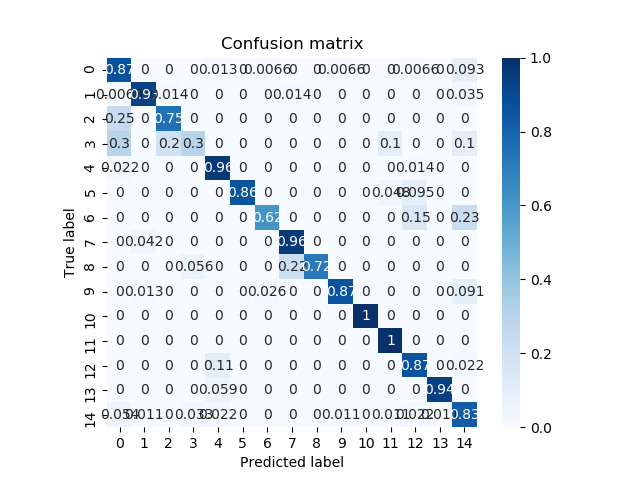 Confusion matrix
0 0.87 0 0 0 0.013 0 0.0066 0 0 0.0066 0 0 0.0066 0 0.093 1.0
1 0 0.014 0 0 0 0 0.014 0 0 0 0 0 0 0.035
2 0.25 0 0.75 0 0 0 0 0 0 0 0 0 0 0 0
3 0.3 0 0.2 0.3 0 0 0 0 0 0 0 0.1 0 0 0.1 0.8
4 0.022 0 0 0 0.96 0 0 0 0 0 0 0 0.014 0 0
5 0 0 0 0 0 0.86 0 0 0 0 0 0.048 0.095 0 0
6 0 0 0 0 0 0 0.62 0 0 0 0 0 0.15 0 0.23 0.6
7 0 0.042 0 0 0 0 0 0.96 0 0 0 0 0 0 0
True label
8 0 0 0 0.056 0 0 0 0.22 0.72 0 0 0 0 0 0 0.4
9 0 0.013 0 0 0 0 0.026 0 0 0.87 0 0 0 0 0.091
10 0 0 0 0 0 0 0 0 0 0 1 0 0 0 0
11 0 0 0 0 0 0 0 0 0 0 0 1 0 0 0 0.2
12 0 0 0 0 0.11 0 0 0 0 0 0 0 0.87 0 0.022
13 0 0 0 0 0.059 0 0 0 0 0 0 0 0 0.94 0
14 0.054 0.011 0 0.033 0.022 0 0 0 0 0.011 0 0.011 0.022 0.83 0.0
0 1 2 3 4 5 6 7 8 9 10 11 12 13 14
Predicted label